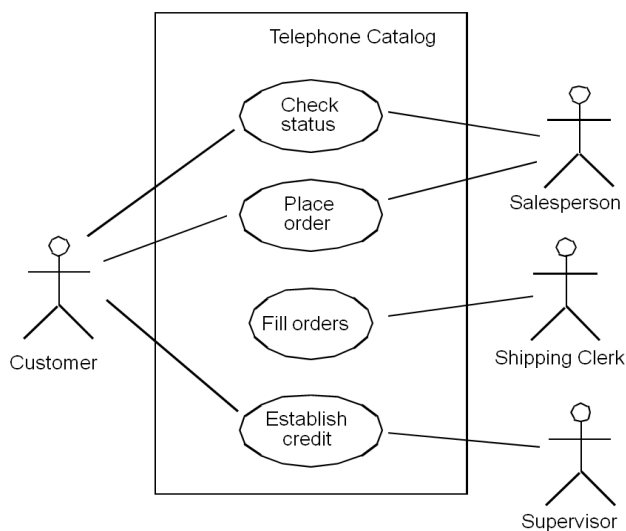 Telephone Catalog
Check
status
Place
order
Salesperson
Fill orders
Customer
Shipping Clerk
Establish
credit
Supervisor